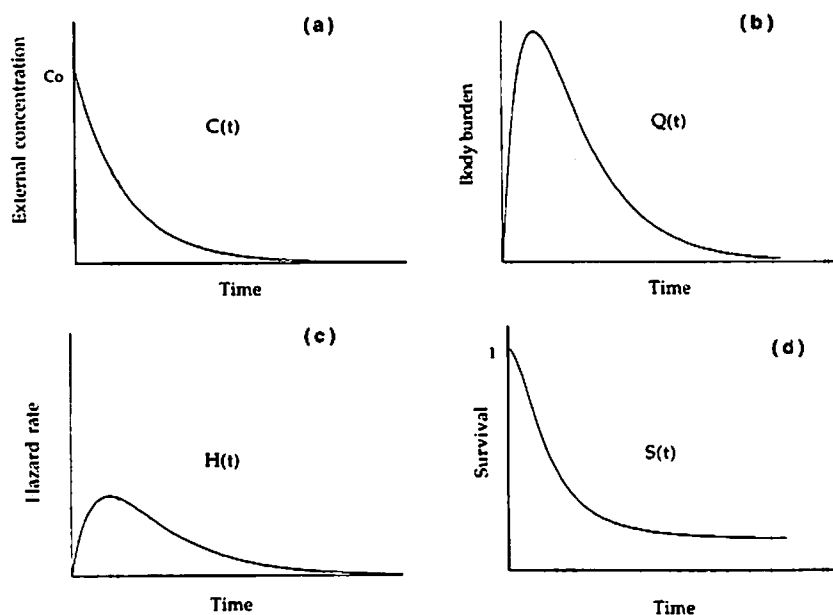 (a)
External concentration
Co
C(t)
Time
(b)
Body burden
Q(t)
Time
(c)
Hazard rate
H(t)
Time
(d)
Survival
1
S(t)
Time